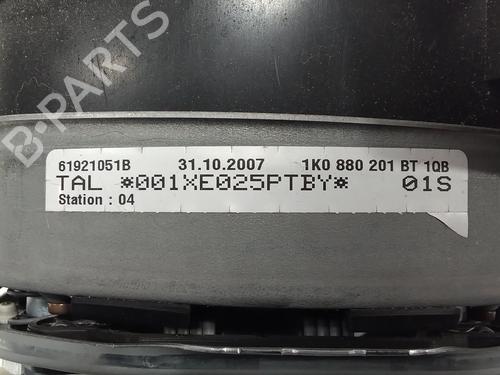 B-PARTS
61921051B 31.10.2007 1K0 880 201 BT 1QB
TAL *001XE025PTBY* 01S
Station : 04